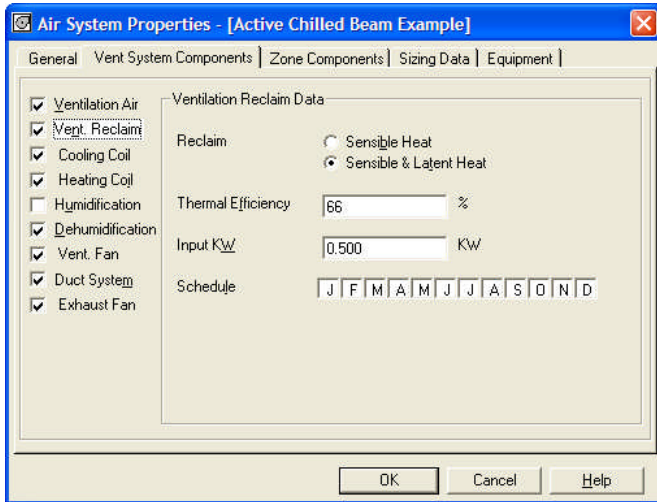 Air System Properties - [Active Chilled Beam Example]
General Vent System Components Zone Components Sizing Data Equipment
Ventilation Air
Vent. Reclaim
Cooling Coil
Heating Coil
Humidification
Dehumidification
Vent. Fan
Duct System
Exhaust Fan
Ventilation Reclaim Data
Reclaim
Sensible Heat
Sensible & Latent Heat
Thermal Efficiency 66 %
Input KW 0.500 KW
Schedule J F M A M J J A S O N D
OK Cancel Help